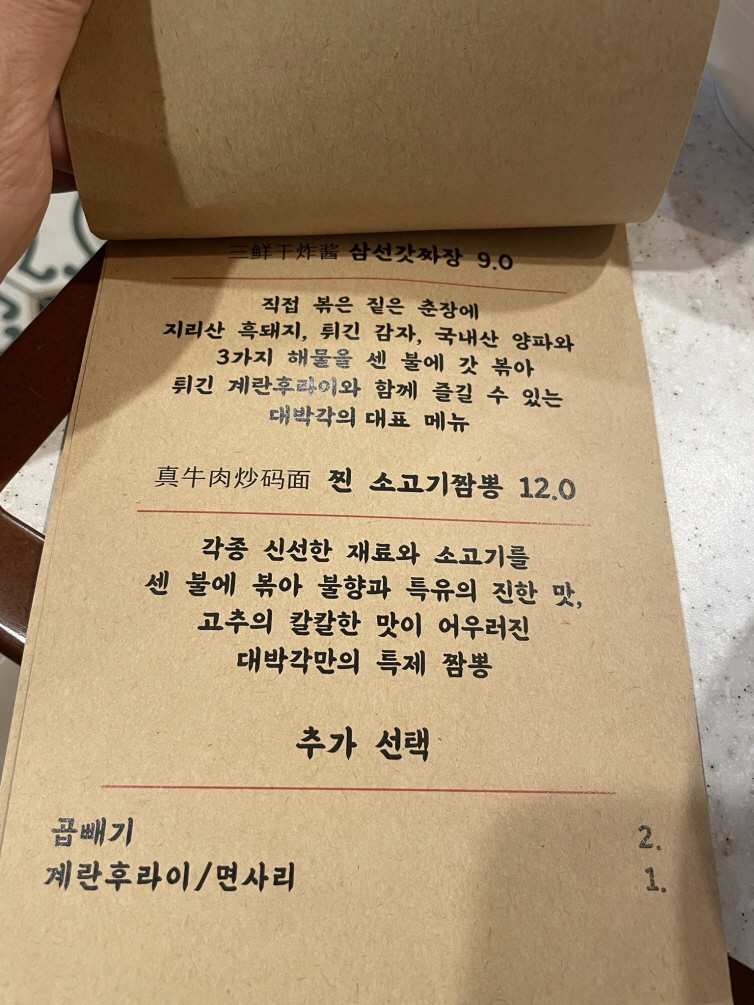 三鲜干炸酱 삼선갓짜장 9.0
직접 볶은 짙은 춘장에
지리산 흑돼지, 튀긴 감자, 국내산 양파와
3가지 해물을 센 불에 갓 볶아
튀긴 계란후라이와 함께 즐길 수 있는
대박각의 대표 메뉴
真牛肉炒码面 찐 소고기짬뽕 12.0
각종 신선한 재료와 소고기를
센 불에 볶아 불향과 특유의 진한 맛,
고추의 칼칼한 맛이 어우러진
대박각만의 특제 짬뽕
추가 선택
곱빼기 2.
계란후라이/면사리 1.